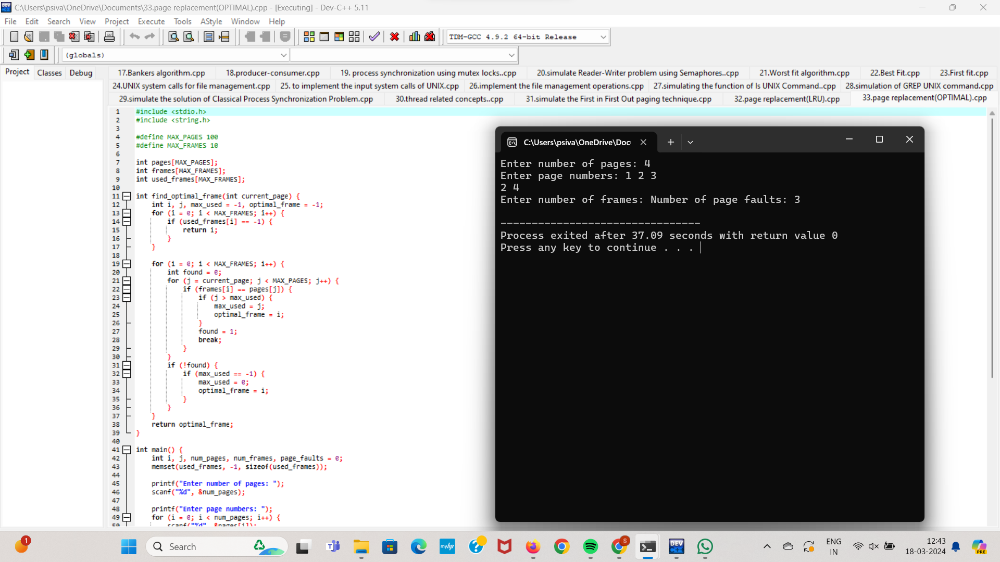 C:\Users\psiva\OneDrive\Documents\33.page replacement(OPTIMAL).cpp - [Executing] - Dev-C++ 5.11
File Edit Search View Project Execute Tools AStyle Window Help
TDM-GCC 4.9.2 64-bit Release
(globals)
Project Classes Debug
17.Bankers algorithm.cpp 18.producer-consumer.cpp 19. process synchronization using mutex locks..cpp 20.simulate Reader-Writer problem using Semaphores..cpp 21.Worst fit algorithm.cpp 22.Best Fit.cpp 23.First fit.cpp
24.UNIX system calls for file management.cpp 25. to implement the input system calls of UNIX.cpp 26.implement the file management operations.cpp 27.simulating the function of ls UNIX Command..cpp 28.simulation of GREP UNIX command.cpp
29.simulate the solution of Classical Process Synchronization Problem.cpp 30.thread related concepts..cpp 31.simulate the First in First Out paging technique.cpp 32.page replacement(LRU).cpp 33.page replacement(OPTIMAL).cpp
1 #include <stdio.h>
2 #include <string.h>
3
4 #define MAX_PAGES 100
5 #define MAX_FRAMES 10
6
7 int pages[MAX_PAGES];
8 int frames[MAX_FRAMES];
9 int used_frames[MAX_FRAMES];
10
11 int find_optimal_frame(int current_page) {
12 int i, j, max_used = -1, optimal_frame = -1;
13 for (i = 0; i < MAX_FRAMES; i++) {
14 if (used_frames[i] == -1) {
15 return i;
16 }
17 }
18
19 for (i = 0; i < MAX_FRAMES; i++) {
20 int found = 0;
21 for (j = current_page; j < MAX_PAGES; j++) {
22 if (frames[i] == pages[j]) {
23 if (j > max_used) {
24 max_used = j;
25 optimal_frame = i;
26 }
27 found = 1;
28 break;
29 }
30 }
31 if (!found) {
32 if (max_used == -1) {
33 max_used = 0;
34 optimal_frame = i;
35 }
36 }
37 }
38 return optimal_frame;
39 }
40
41 int main() {
42 int i, j, num_pages, num_frames, page_faults = 0;
43 memset(used_frames, -1, sizeof(used_frames));
44
45 printf("Enter number of pages: ");
46 scanf("%d", &num_pages);
47
48 printf("Enter page numbers: ");
49 for (i = 0; i < num_pages; i++) {
50 scanf("%d", &pages[i]);
C:\Users\psiva\OneDrive\Doc
Enter number of pages: 4
Enter page numbers: 1 2 3
2 4
Enter number of frames: Number of page faults: 3
--------------------------------
Process exited after 37.09 seconds with return value 0
Press any key to continue . . .
1
Search
myhp
S
DEV C++
ENG
IN
12:43
18-03-2024
PRE